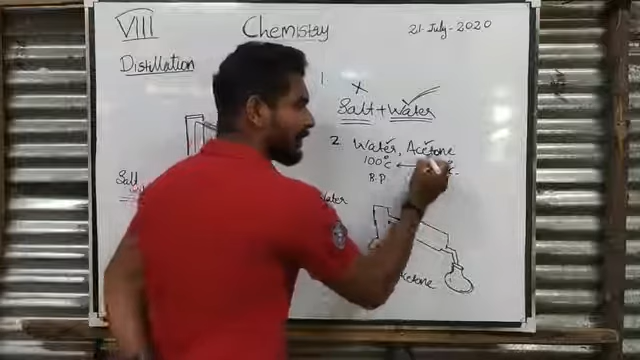 VIII
Chemistry
21-July-2020
Distillation
1
Salt + Water
2 Water, Acetone
100°C
B.P
Salt
Water
Acetone